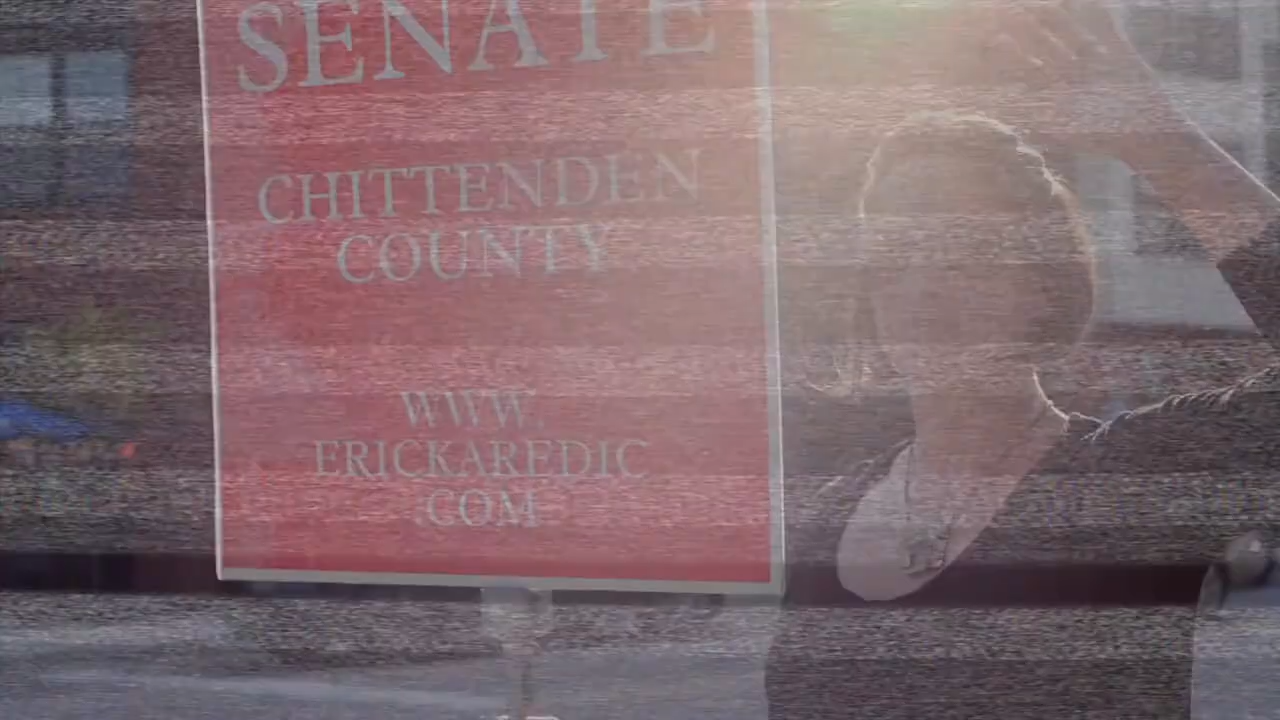 SENATE
CHITTENDEN
COUNTY
WWW.
ERICKAREDIC
.COM